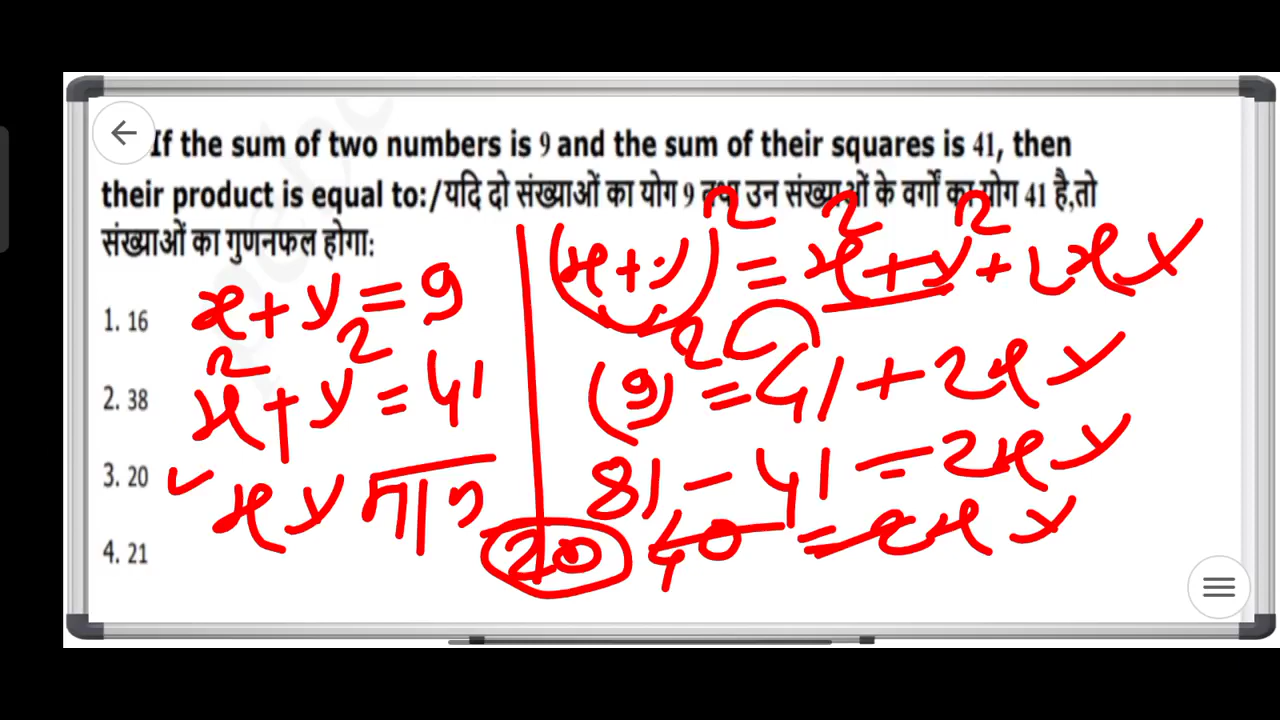 If the sum of two numbers is 9 and the sum of their squares is 41, then
their product is equal to:/यदि दो संख्याओं का योग 9 तथा उन संख्याओं के वर्गों का योग 41 है,तो
संख्याओं का गुणनफल होगा:
1. 16
2. 38
3. 20
4. 21
x+y=9
x²+y²=41
xy
(x+y)²=x²+y²+2xy
(9)²=41+2xy
81-41=2xy
20 40=2xy